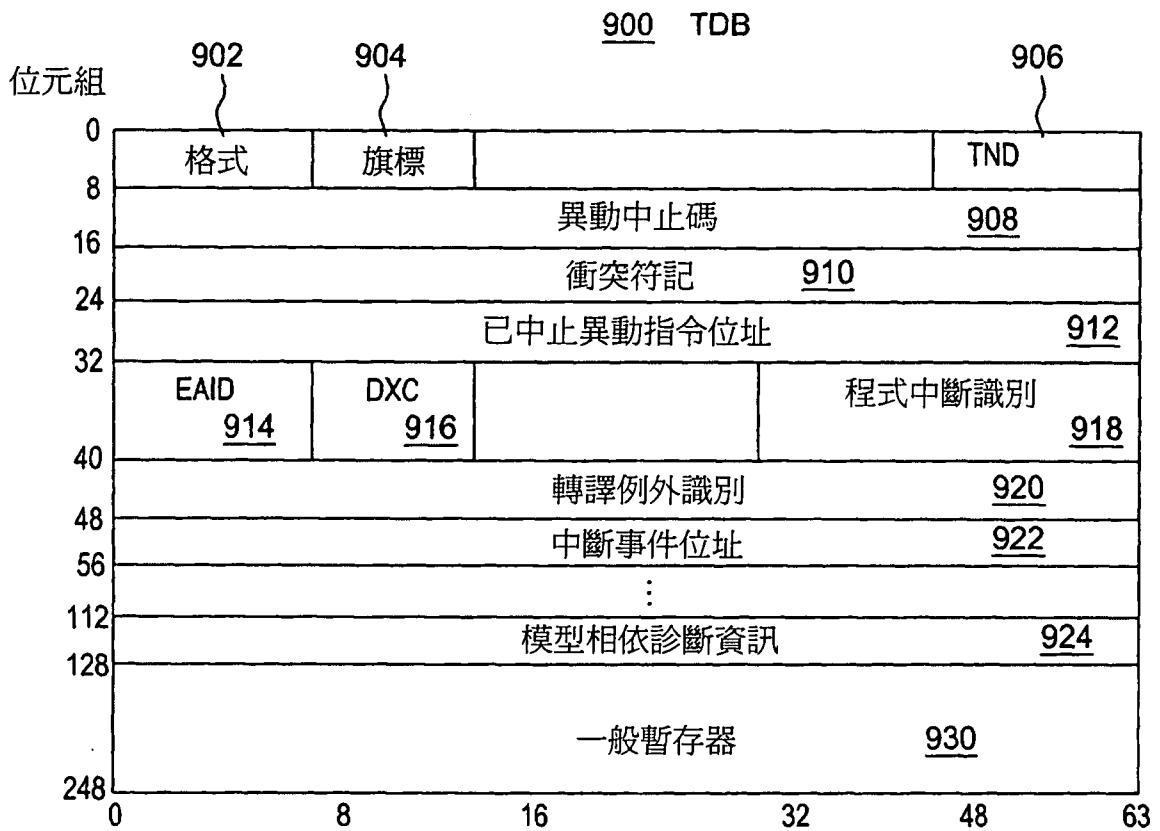 900 TDB
902 904 906
位元組
0
格式 旗標 TND
8
異動中止碼 908
16
衝突符記 910
24
已中止異動指令位址 912
32
EAID 914 DXC 916 程式中斷識別 918
40
轉譯例外識別 920
48
中斷事件位址 922
56
⋮
112
模型相依診斷資訊 924
128
一般暫存器 930
248
0 8 16 32 48 63